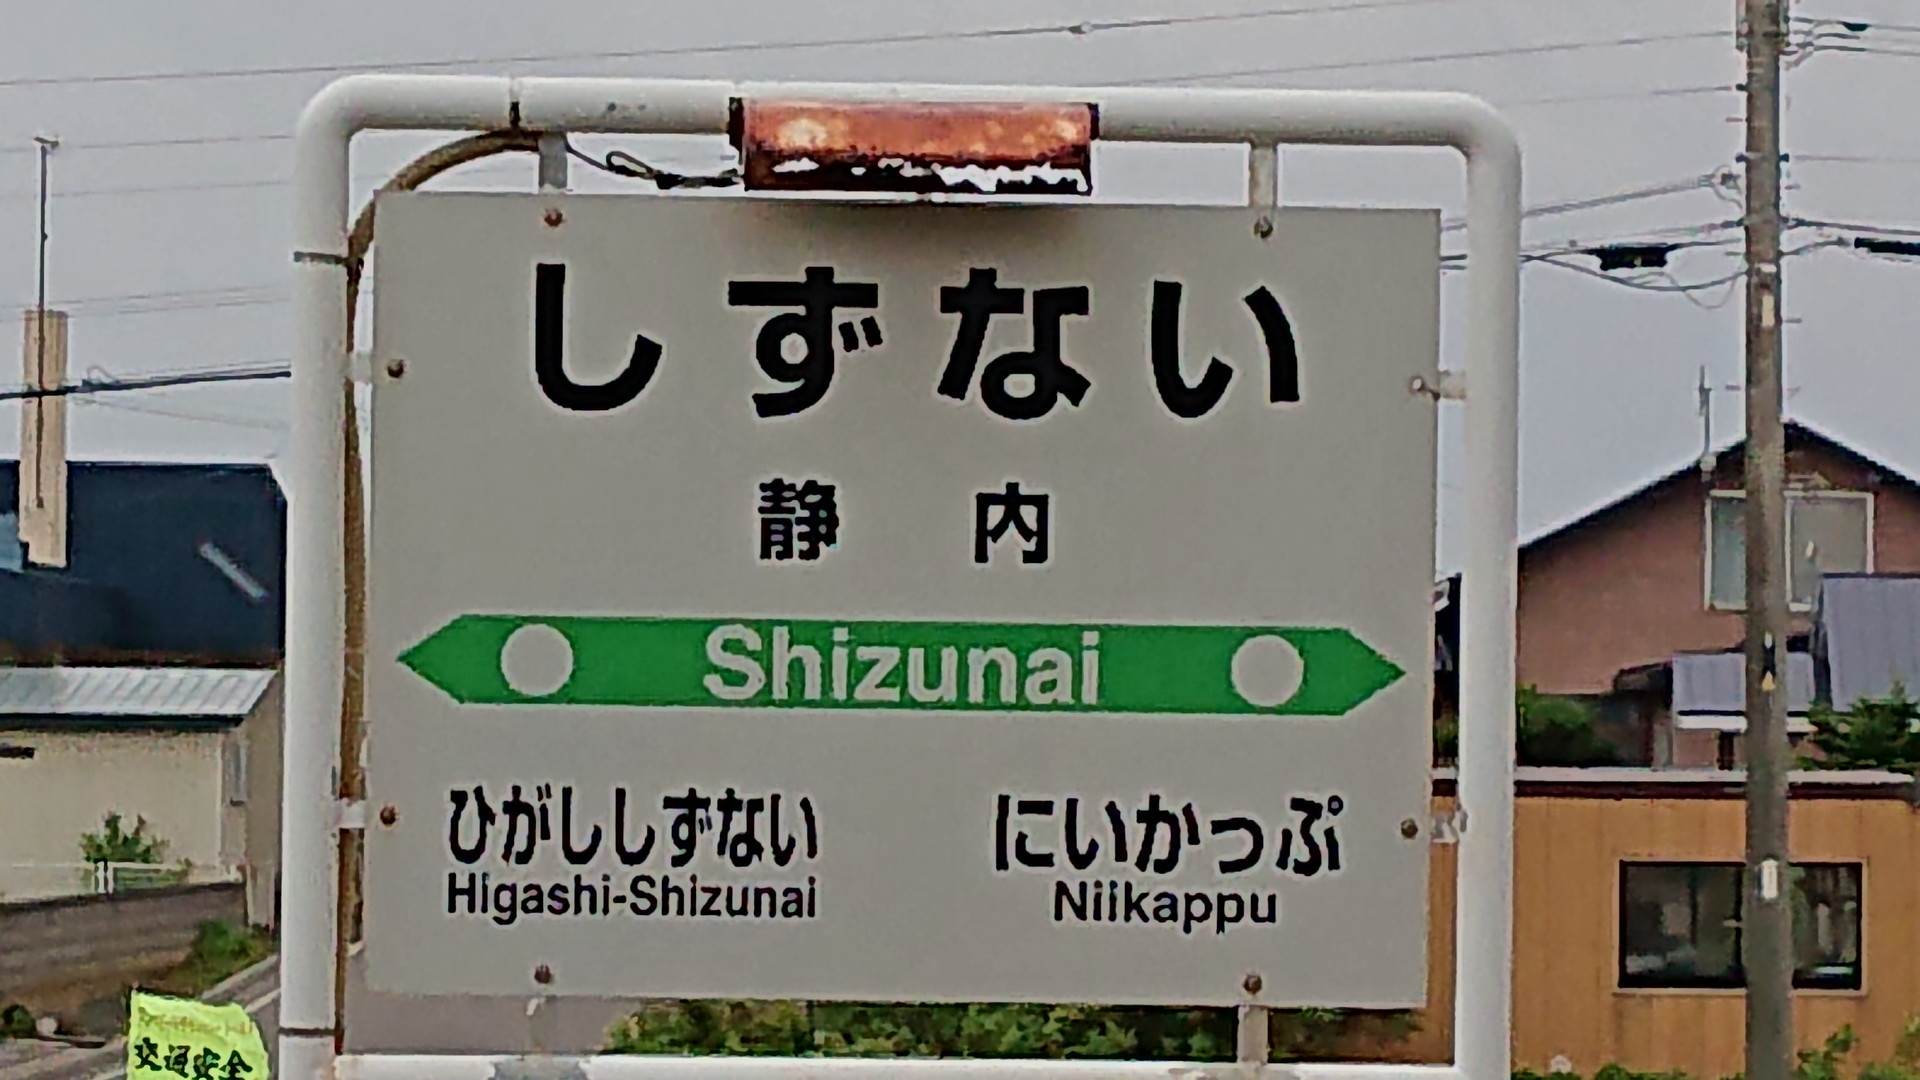 しずない
静内
Shizunai
ひがししずない にいかっぷ
Higashi-Shizunai Niikappu
交通安全